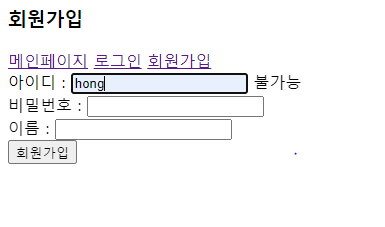 회원가입
메인페이지 로그인 회원가입
아이디 : hong 불가능
비밀번호 :
이름 :
회원가입 .